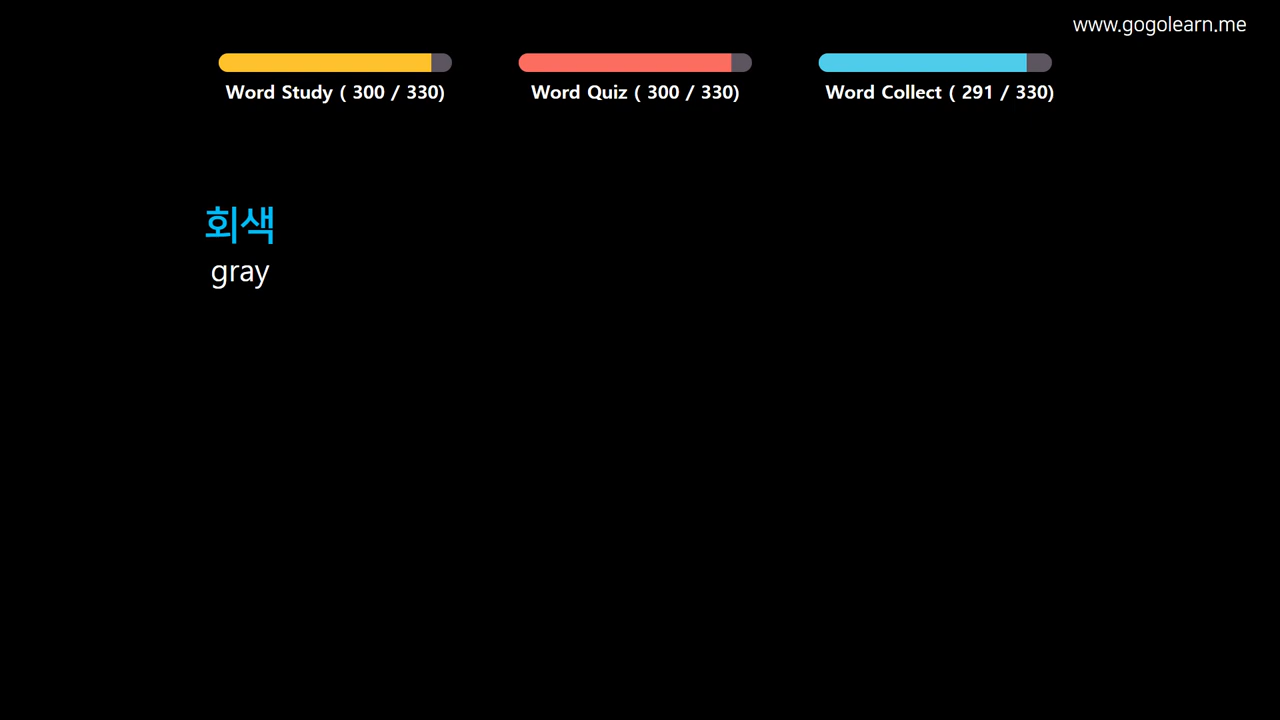 www.gogolearn.me
Word Study ( 300 / 330)
Word Quiz ( 300 / 330)
Word Collect ( 291 / 330)
회색
gray